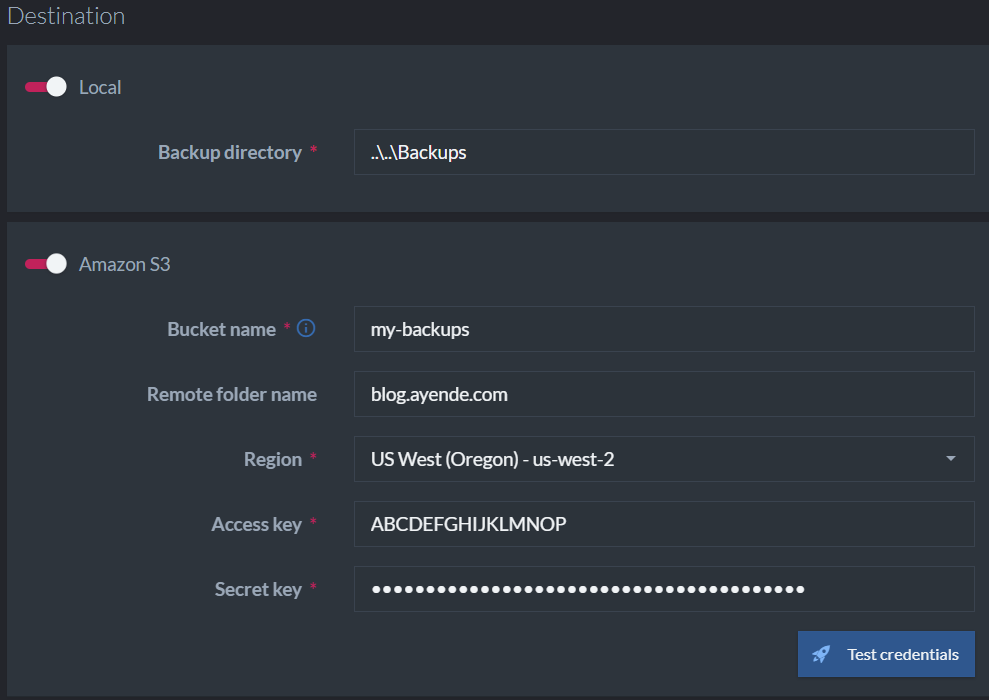 Destination
Local
Backup directory *
..\..\Backups
Amazon S3
Bucket name *
my-backups
Remote folder name
blog.ayende.com
Region *
US West (Oregon) - us-west-2
Access key *
ABCDEFGHIJKLMNOP
Secret key *
••••••••••••••••••••••••••••••••••••••••
Test credentials